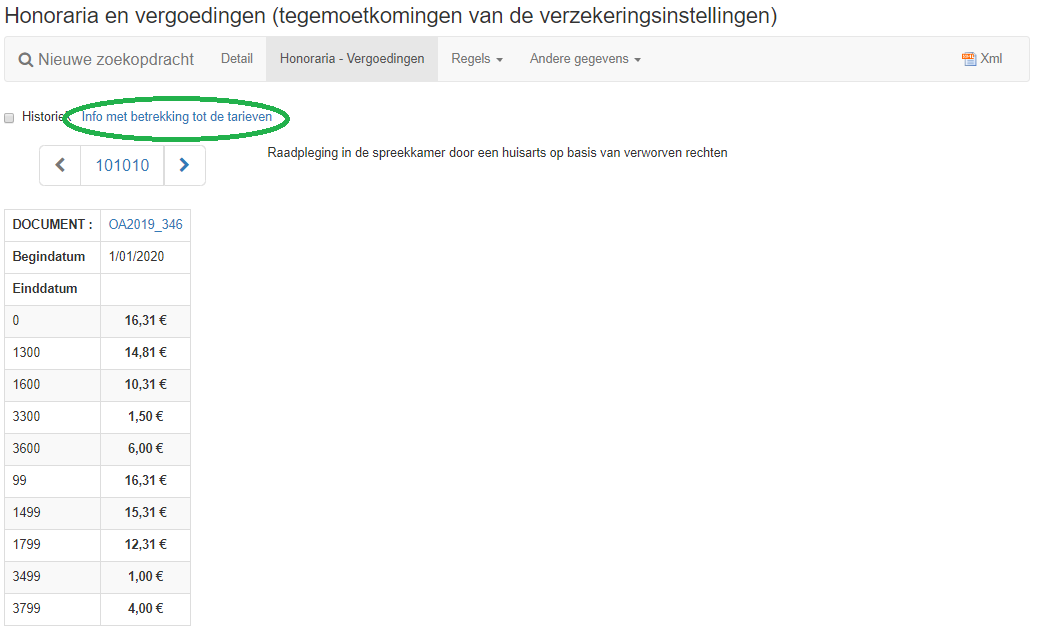 Honoraria en vergoedingen (tegemoetkomingen van de verzekeringsinstellingen)
Nieuwe zoekopdracht Detail Honoraria - Vergoedingen Regels Andere gegevens Xml
Historiek Info met betrekking tot de tarieven
101010 Raadpleging in de spreekkamer door een huisarts op basis van verworven rechten
DOCUMENT : OA2019_346
Begindatum 1/01/2020
Einddatum
0 16,31 €
1300 14,81 €
1600 10,31 €
3300 1,50 €
3600 6,00 €
99 16,31 €
1499 15,31 €
1799 12,31 €
3499 1,00 €
3799 4,00 €